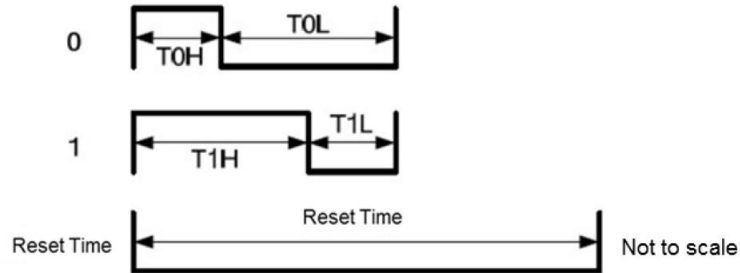 0 T0H T0L
1 T1H T1L
Reset Time Reset Time Not to scale